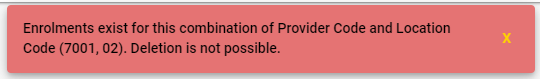 Enrolments exist for this combination of Provider Code and Location
Code (7001, 02). Deletion is not possible.
X